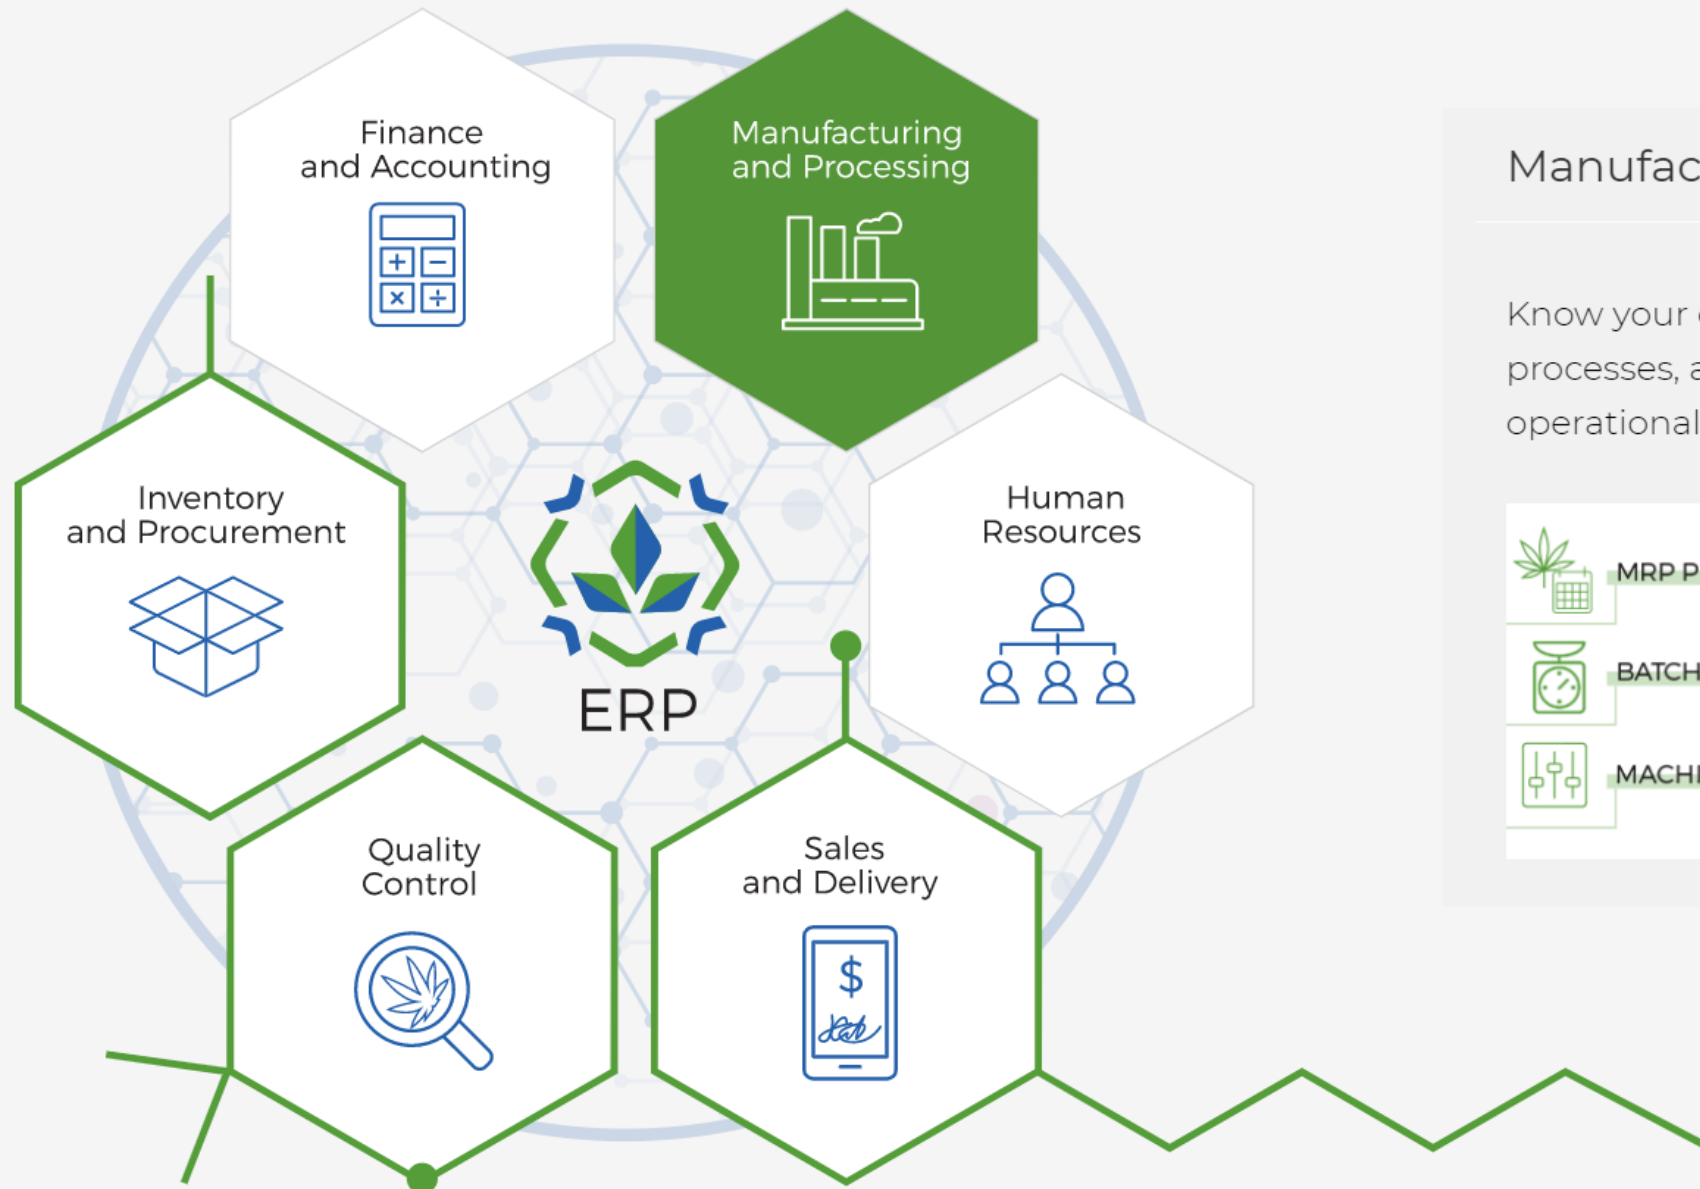 Finance
and Accounting
Manufacturing
and Processing
Inventory
and Procurement
Human
Resources
ERP
Quality
Control
Sales
and Delivery
$
Manufac
Know your
processes, a
operational
MRP P
BATCH
MACHI